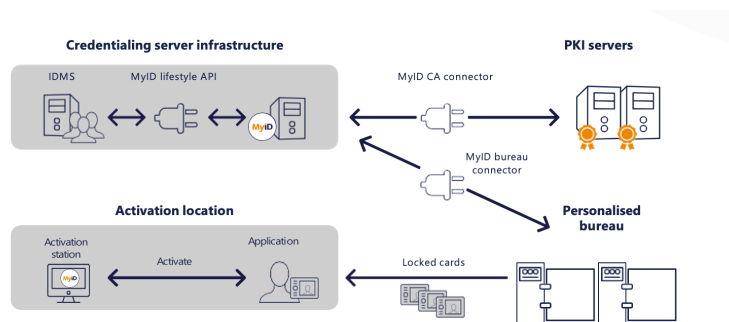 Credentialing server infrastructure
PKI servers
IDMS
MyID lifestyle API
MyID CA connector
MyiD
MyID bureau
connector
Activation location
Personalised
bureau
Activation
station
Application
MyiD
Activate
Locked cards